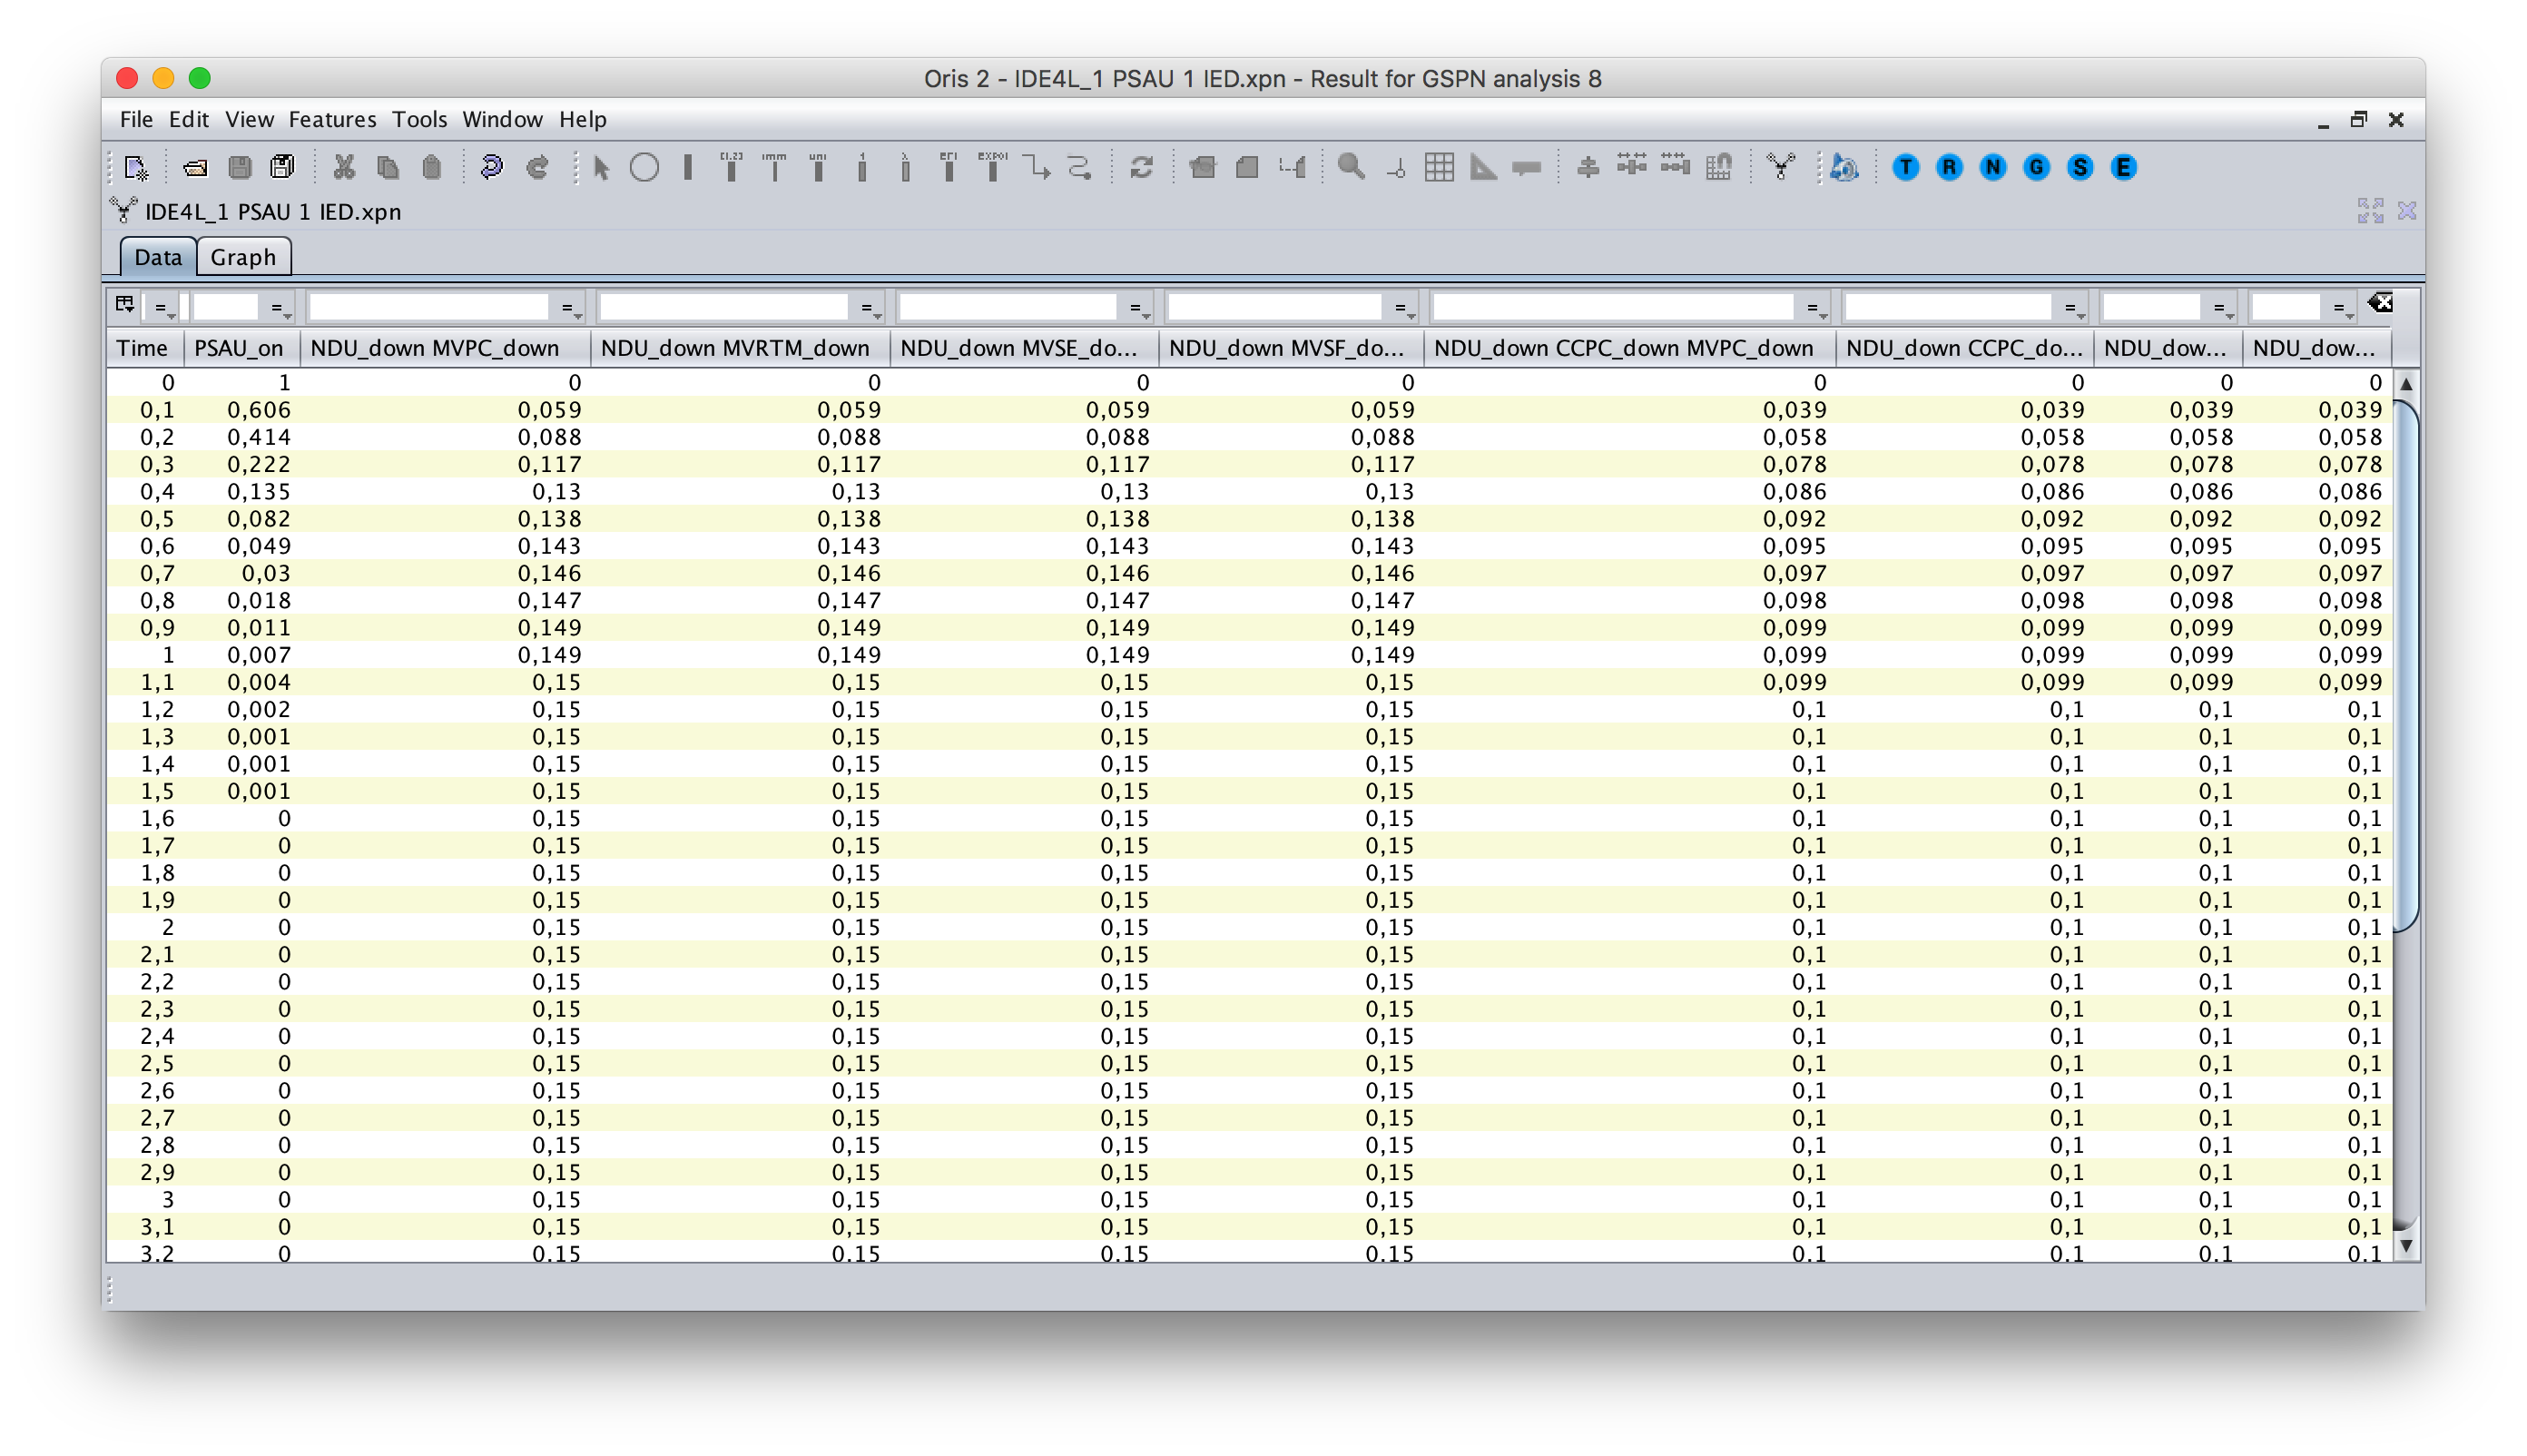 Oris 2 - IDE4L_1 PSAU 1 IED.xpn - Result for GSPN analysis 8
File Edit View Features Tools Window Help
T R N G S E
IDE4L_1 PSAU 1 IED.xpn
Data Graph
= = = = = = = = = =
Time PSAU_on NDU_down MVPC_down NDU_down MVRTM_down NDU_down MVSE_do... NDU_down MVSF_do... NDU_down CCPC_down MVPC_down NDU_down CCPC_do... NDU_dow... NDU_dow...
0 1 0 0 0 0 0 0 0 0
0,1 0,606 0,059 0,059 0,059 0,059 0,039 0,039 0,039 0,039
0,2 0,414 0,088 0,088 0,088 0,088 0,058 0,058 0,058 0,058
0,3 0,222 0,117 0,117 0,117 0,117 0,078 0,078 0,078 0,078
0,4 0,135 0,13 0,13 0,13 0,13 0,086 0,086 0,086 0,086
0,5 0,082 0,138 0,138 0,138 0,138 0,092 0,092 0,092 0,092
0,6 0,049 0,143 0,143 0,143 0,143 0,095 0,095 0,095 0,095
0,7 0,03 0,146 0,146 0,146 0,146 0,097 0,097 0,097 0,097
0,8 0,018 0,147 0,147 0,147 0,147 0,098 0,098 0,098 0,098
0,9 0,011 0,149 0,149 0,149 0,149 0,099 0,099 0,099 0,099
1 0,007 0,149 0,149 0,149 0,149 0,099 0,099 0,099 0,099
1,1 0,004 0,15 0,15 0,15 0,15 0,099 0,099 0,099 0,099
1,2 0,002 0,15 0,15 0,15 0,15 0,1 0,1 0,1 0,1
1,3 0,001 0,15 0,15 0,15 0,15 0,1 0,1 0,1 0,1
1,4 0,001 0,15 0,15 0,15 0,15 0,1 0,1 0,1 0,1
1,5 0,001 0,15 0,15 0,15 0,15 0,1 0,1 0,1 0,1
1,6 0 0,15 0,15 0,15 0,15 0,1 0,1 0,1 0,1
1,7 0 0,15 0,15 0,15 0,15 0,1 0,1 0,1 0,1
1,8 0 0,15 0,15 0,15 0,15 0,1 0,1 0,1 0,1
1,9 0 0,15 0,15 0,15 0,15 0,1 0,1 0,1 0,1
2 0 0,15 0,15 0,15 0,15 0,1 0,1 0,1 0,1
2,1 0 0,15 0,15 0,15 0,15 0,1 0,1 0,1 0,1
2,2 0 0,15 0,15 0,15 0,15 0,1 0,1 0,1 0,1
2,3 0 0,15 0,15 0,15 0,15 0,1 0,1 0,1 0,1
2,4 0 0,15 0,15 0,15 0,15 0,1 0,1 0,1 0,1
2,5 0 0,15 0,15 0,15 0,15 0,1 0,1 0,1 0,1
2,6 0 0,15 0,15 0,15 0,15 0,1 0,1 0,1 0,1
2,7 0 0,15 0,15 0,15 0,15 0,1 0,1 0,1 0,1
2,8 0 0,15 0,15 0,15 0,15 0,1 0,1 0,1 0,1
2,9 0 0,15 0,15 0,15 0,15 0,1 0,1 0,1 0,1
3 0 0,15 0,15 0,15 0,15 0,1 0,1 0,1 0,1
3,1 0 0,15 0,15 0,15 0,15 0,1 0,1 0,1 0,1
3,2 0 0,15 0,15 0,15 0,15 0,1 0,1 0,1 0,1